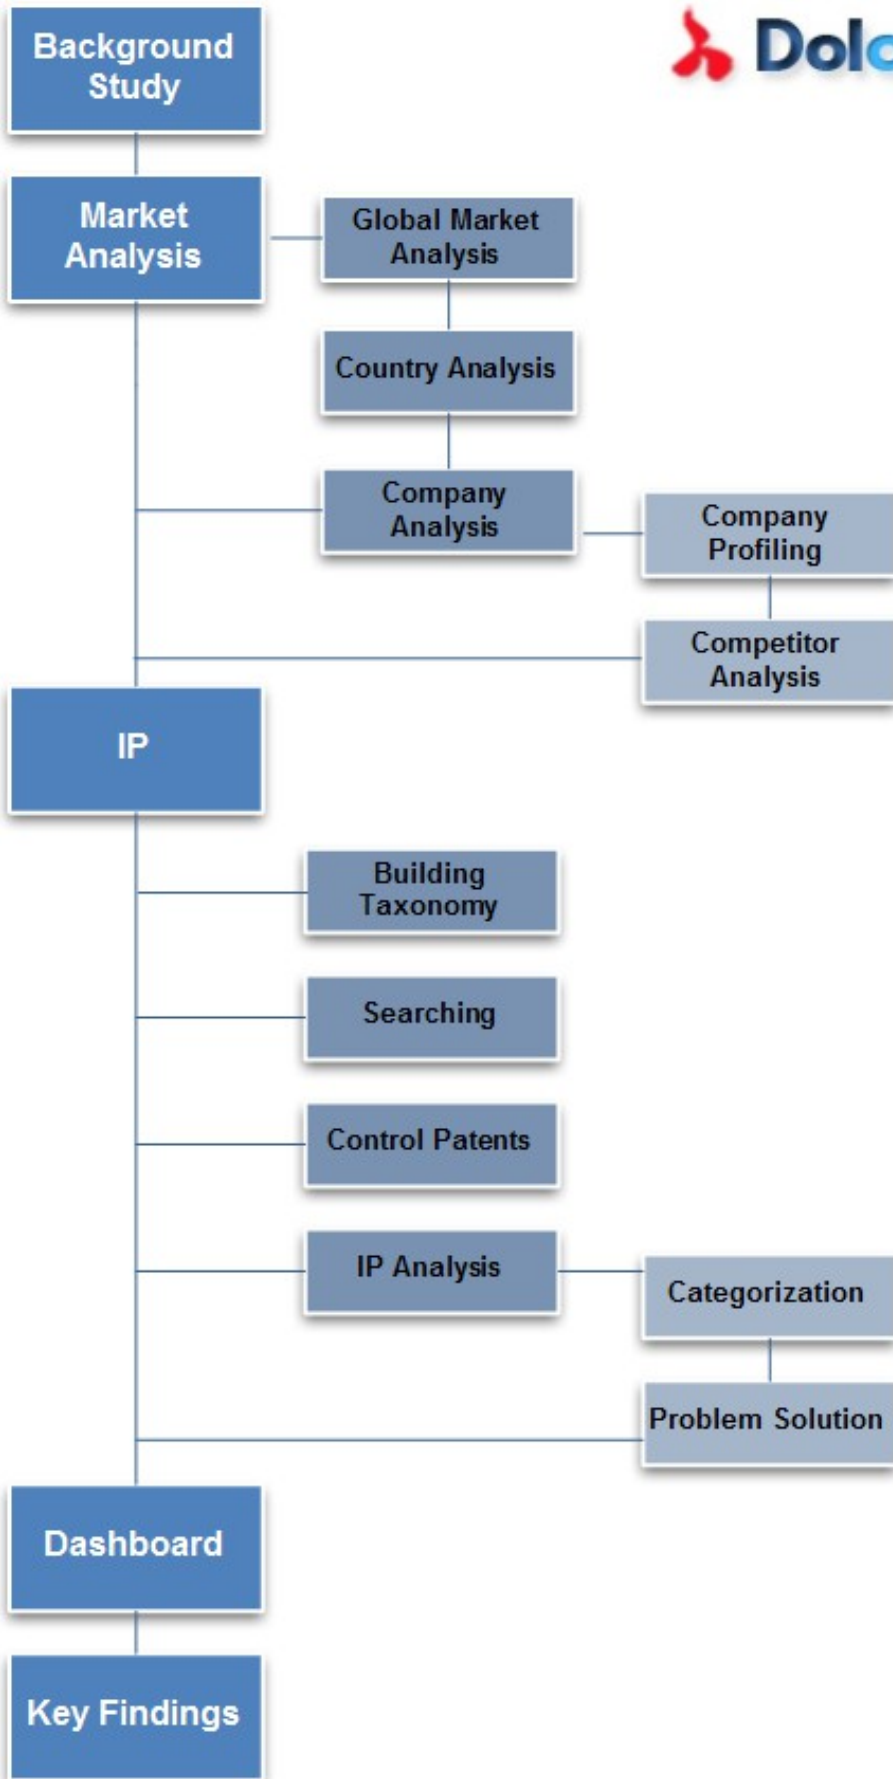 Background
Study
Market
Analysis
Global Market
Analysis
Country Analysis
Company
Analysis
Company
Profiling
Competitor
Analysis
IP
Building
Taxonomy
Searching
Control Patents
IP Analysis
Categorization
Problem Solution
Dashboard
Key Findings